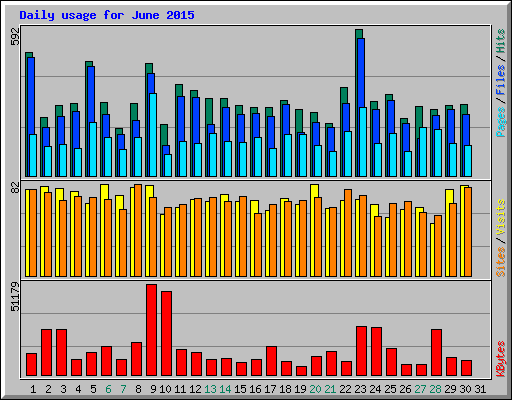 Daily usage for June 2015
592
82
51179
Pages / Files / Hits
Sites / Visits
KBytes
1 2 3 4 5 6 7 8 9 10 11 12 13 14 15 16 17 18 19 20 21 22 23 24 25 26 27 28 29 30 31